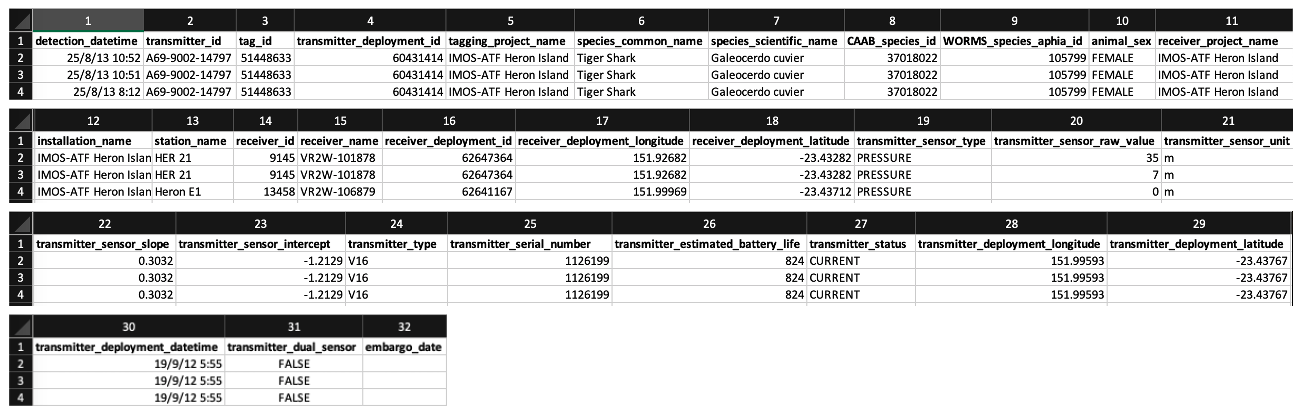 1 2 3 4 5 6 7 8 9 10 11
1 detection_datetime transmitter_id tag_id transmitter_deployment_id tagging_project_name species_common_name species_scientific_name CAAB_species_id WORMS_species_aphia_id animal_sex receiver_project_name
2 25/8/13 10:52 A69-9002-14797 51448633 60431414 IMOS-ATF Heron Island Tiger Shark Galeocerdo cuvier 37018022 105799 FEMALE IMOS-ATF Heron Island
3 25/8/13 10:51 A69-9002-14797 51448633 60431414 IMOS-ATF Heron Island Tiger Shark Galeocerdo cuvier 37018022 105799 FEMALE IMOS-ATF Heron Island
4 25/8/13 8:12 A69-9002-14797 51448633 60431414 IMOS-ATF Heron Island Tiger Shark Galeocerdo cuvier 37018022 105799 FEMALE IMOS-ATF Heron Island
12 13 14 15 16 17 18 19 20 21
1 installation_name station_name receiver_id receiver_name receiver_deployment_id receiver_deployment_longitude receiver_deployment_latitude transmitter_sensor_type transmitter_sensor_raw_value transmitter_sensor_unit
2 IMOS-ATF Heron Islan HER 21 9145 VR2W-101878 62647364 151.92682 -23.43282 PRESSURE 35 m
3 IMOS-ATF Heron Islan HER 21 9145 VR2W-101878 62647364 151.92682 -23.43282 PRESSURE 7 m
4 IMOS-ATF Heron Islan Heron E1 13458 VR2W-106879 62641167 151.99969 -23.43712 PRESSURE 0 m
22 23 24 25 26 27 28 29
1 transmitter_sensor_slope transmitter_sensor_intercept transmitter_type transmitter_serial_number transmitter_estimated_battery_life transmitter_status transmitter_deployment_longitude transmitter_deployment_latitude
2 0.3032 -1.2129 V16 1126199 824 CURRENT 151.99593 -23.43767
3 0.3032 -1.2129 V16 1126199 824 CURRENT 151.99593 -23.43767
4 0.3032 -1.2129 V16 1126199 824 CURRENT 151.99593 -23.43767
30 31 32
1 transmitter_deployment_datetime transmitter_dual_sensor embargo_date
2 19/9/12 5:55 FALSE
3 19/9/12 5:55 FALSE
4 19/9/12 5:55 FALSE